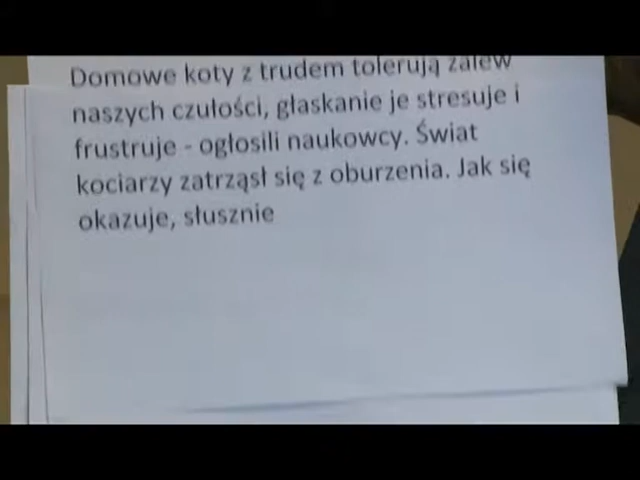 Domowe koty z trudem tolerują zalew
naszych czułości, głaskanie je stresuje i
frustruje - ogłosili naukowcy. Świat
kociarzy zatrząsł się z oburzenia. Jak się
okazuje, słusznie